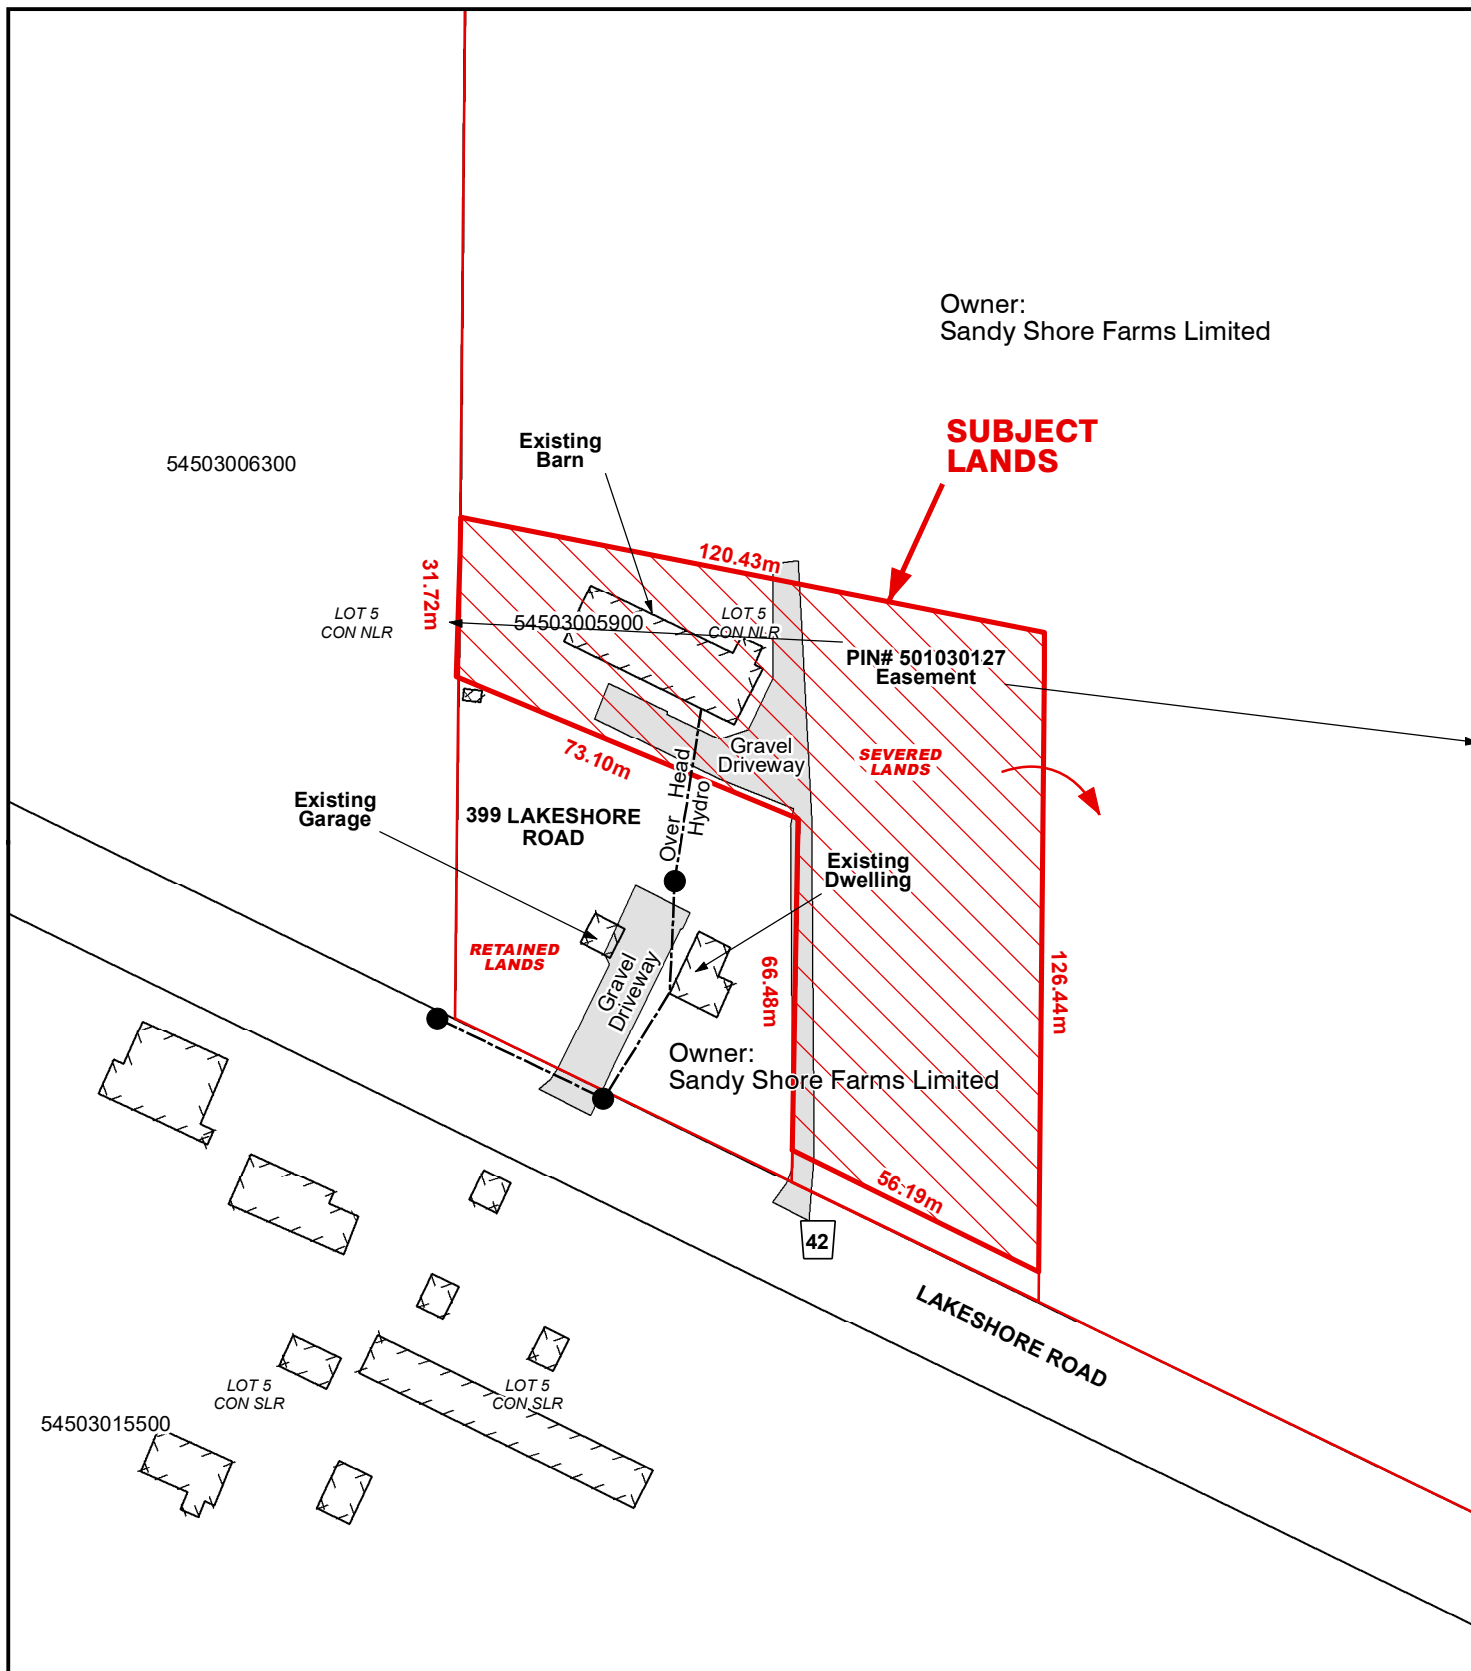 Owner:
Sandy Shore Farms Limited
SUBJECT
LANDS
Existing
Barn
54503006300
120.43m
31.72m
LOT 5
CON NLR
54503005900
LOT 5
CON NLR
PIN# 501030127
Easement
Gravel
Driveway
SEVERED
LANDS
73.10m
Over Head
Hydro
Existing
Garage
399 LAKESHORE
ROAD
Existing
Dwelling
RETAINED
LANDS
Gravel
Driveway
66.48m
126.44m
Owner:
Sandy Shore Farms Limited
56.19m
42
LAKESHORE ROAD
LOT 5
CON SLR
LOT 5
CON SLR
54503015500